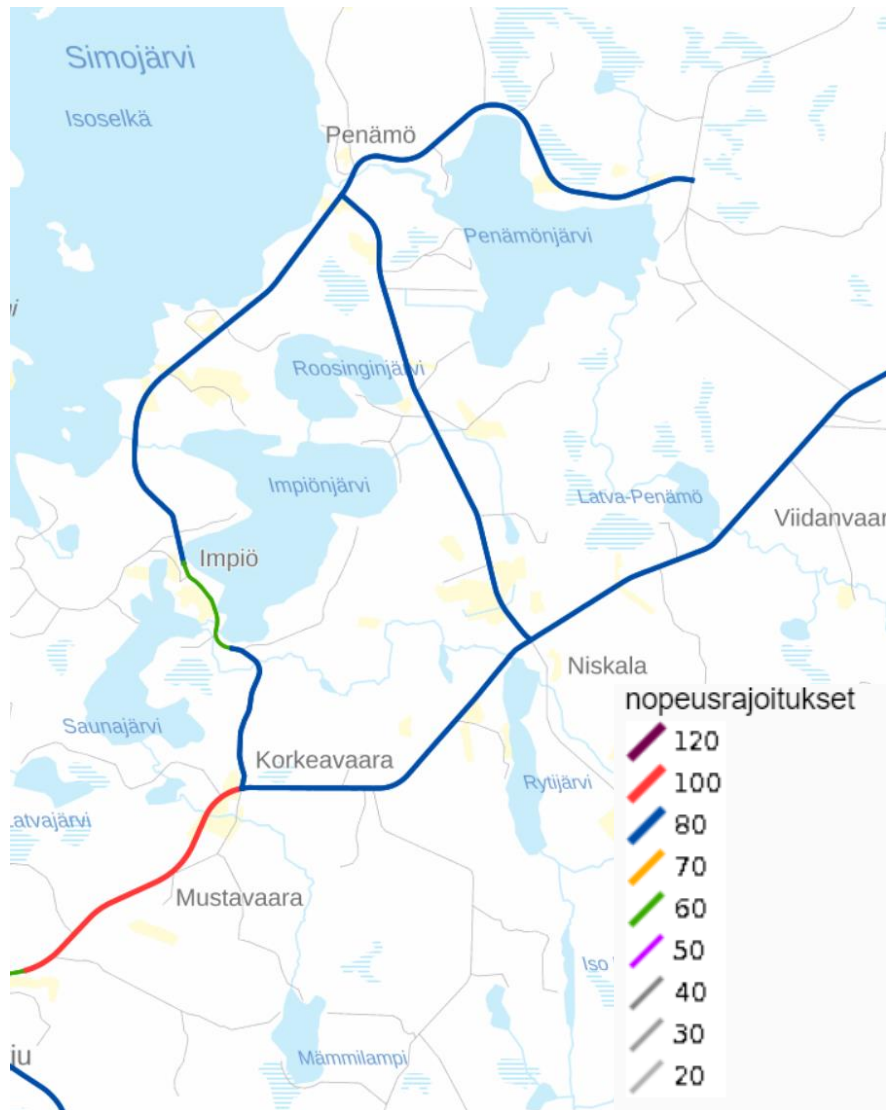 Simojärvi
Isoselkä
Penämö
Penämönjärvi
Roosinginjärvi
Impiönjärvi
Latva-Penämö
Viidanvaar
Impiö
Niskala
Saunajärvi
Korkeavaara
Rytijärvi
Latvajärvi
Mustavaara
Iso
Mämmilampi
ju
nopeusrajoitukset
120
100
80
70
60
50
40
30
20